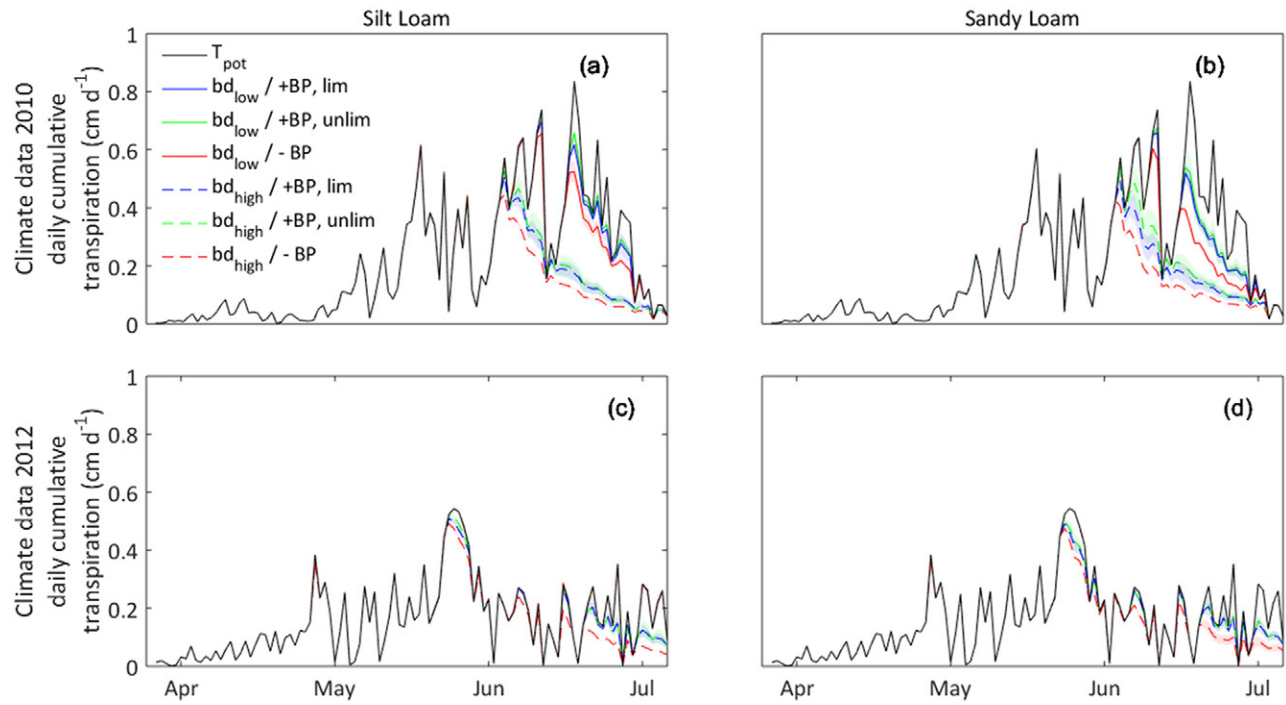 Silt Loam
Sandy Loam
Climate data 2010
daily cumulative
transpiration (cm d⁻¹)
1
0.8
0.6
0.4
0.2
0
T_pot
bd_low / +BP, lim
bd_low / +BP, unlim
bd_low / - BP
bd_high / +BP, lim
bd_high / +BP, unlim
bd_high / - BP
(a)
(b)
Climate data 2012
daily cumulative
transpiration (cm d⁻¹)
1
0.8
0.6
0.4
0.2
0
(c)
(d)
Apr
May
Jun
Jul
Apr
May
Jun
Jul